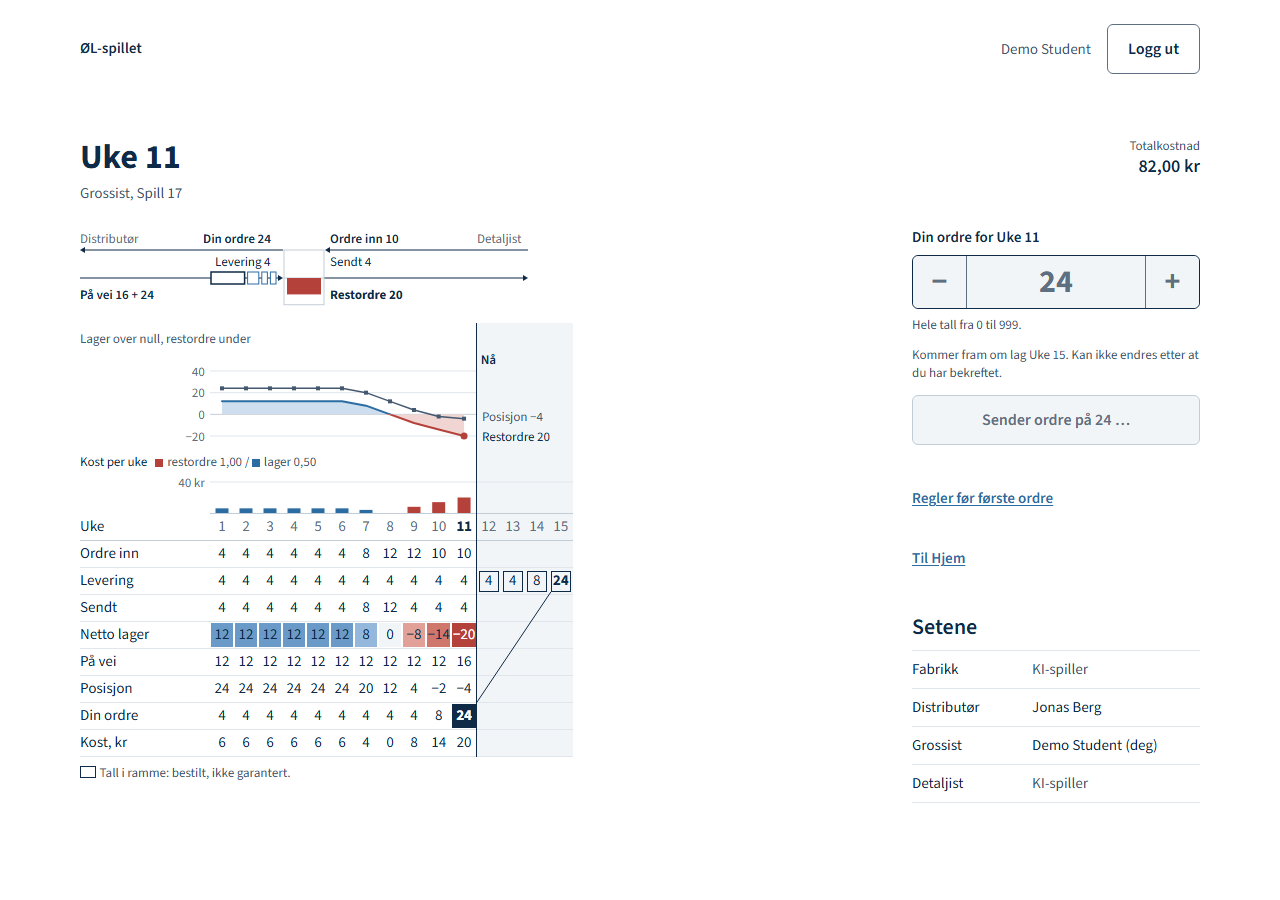 ØL-spillet
Demo Student
Logg ut
Uke 11
Grossist, Spill 17
Totalkostnad
82,00 kr
Distributør Din ordre 24 Ordre inn 10 Detaljist
Levering 4 Sendt 4
På vei 16 + 24 Restordre 20
Lager over null, restordre under
Nå
40
20
0
−20
Posisjon −4
Restordre 20
Kost per uke restordre 1,00 / lager 0,50
40 kr
Uke 1 2 3 4 5 6 7 8 9 10 11 12 13 14 15
Ordre inn 4 4 4 4 4 4 8 12 12 10 10
Levering 4 4 4 4 4 4 4 4 4 4 4 4 4 8 24
Sendt 4 4 4 4 4 4 8 12 4 4 4
Netto lager 12 12 12 12 12 12 8 0 −8 −14 −20
På vei 12 12 12 12 12 12 12 12 12 12 16
Posisjon 24 24 24 24 24 24 20 12 4 −2 −4
Din ordre 4 4 4 4 4 4 4 4 4 8 24
Kost, kr 6 6 6 6 6 6 4 0 8 14 20
Tall i ramme: bestilt, ikke garantert.
Din ordre for Uke 11
− 24 +
Hele tall fra 0 til 999.
Kommer fram om lag Uke 15. Kan ikke endres etter at
du har bekreftet.
Sender ordre på 24 …
Regler før første ordre
Til Hjem
Setene
Fabrikk KI-spiller
Distributør Jonas Berg
Grossist Demo Student (deg)
Detaljist KI-spiller